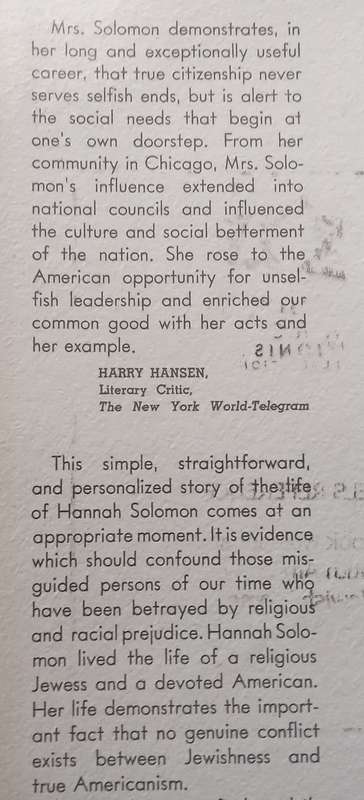 Mrs. Solomon demonstrates, in
her long and exceptionally useful
career, that true citizenship never
serves selfish ends, but is alert to
the social needs that begin at
one's own doorstep. From her
community in Chicago, Mrs. Solo-
mon's influence extended into
national councils and influenced
the culture and social betterment
of the nation. She rose to the
American opportunity for unsel-
fish leadership and enriched our
common good with her acts and
her example.
HARRY HANSEN,
Literary Critic,
The New York World-Telegram
This simple, straightforward,
and personalized story of the life
of Hannah Solomon comes at an
appropriate moment. It is evidence
which should confound those mis-
guided persons of our time who
have been betrayed by religious
and racial prejudice. Hannah Solo-
mon lived the life of a religious
Jewess and a devoted American.
Her life demonstrates the import-
ant fact that no genuine conflict
exists between Jewishness and
true Americanism.